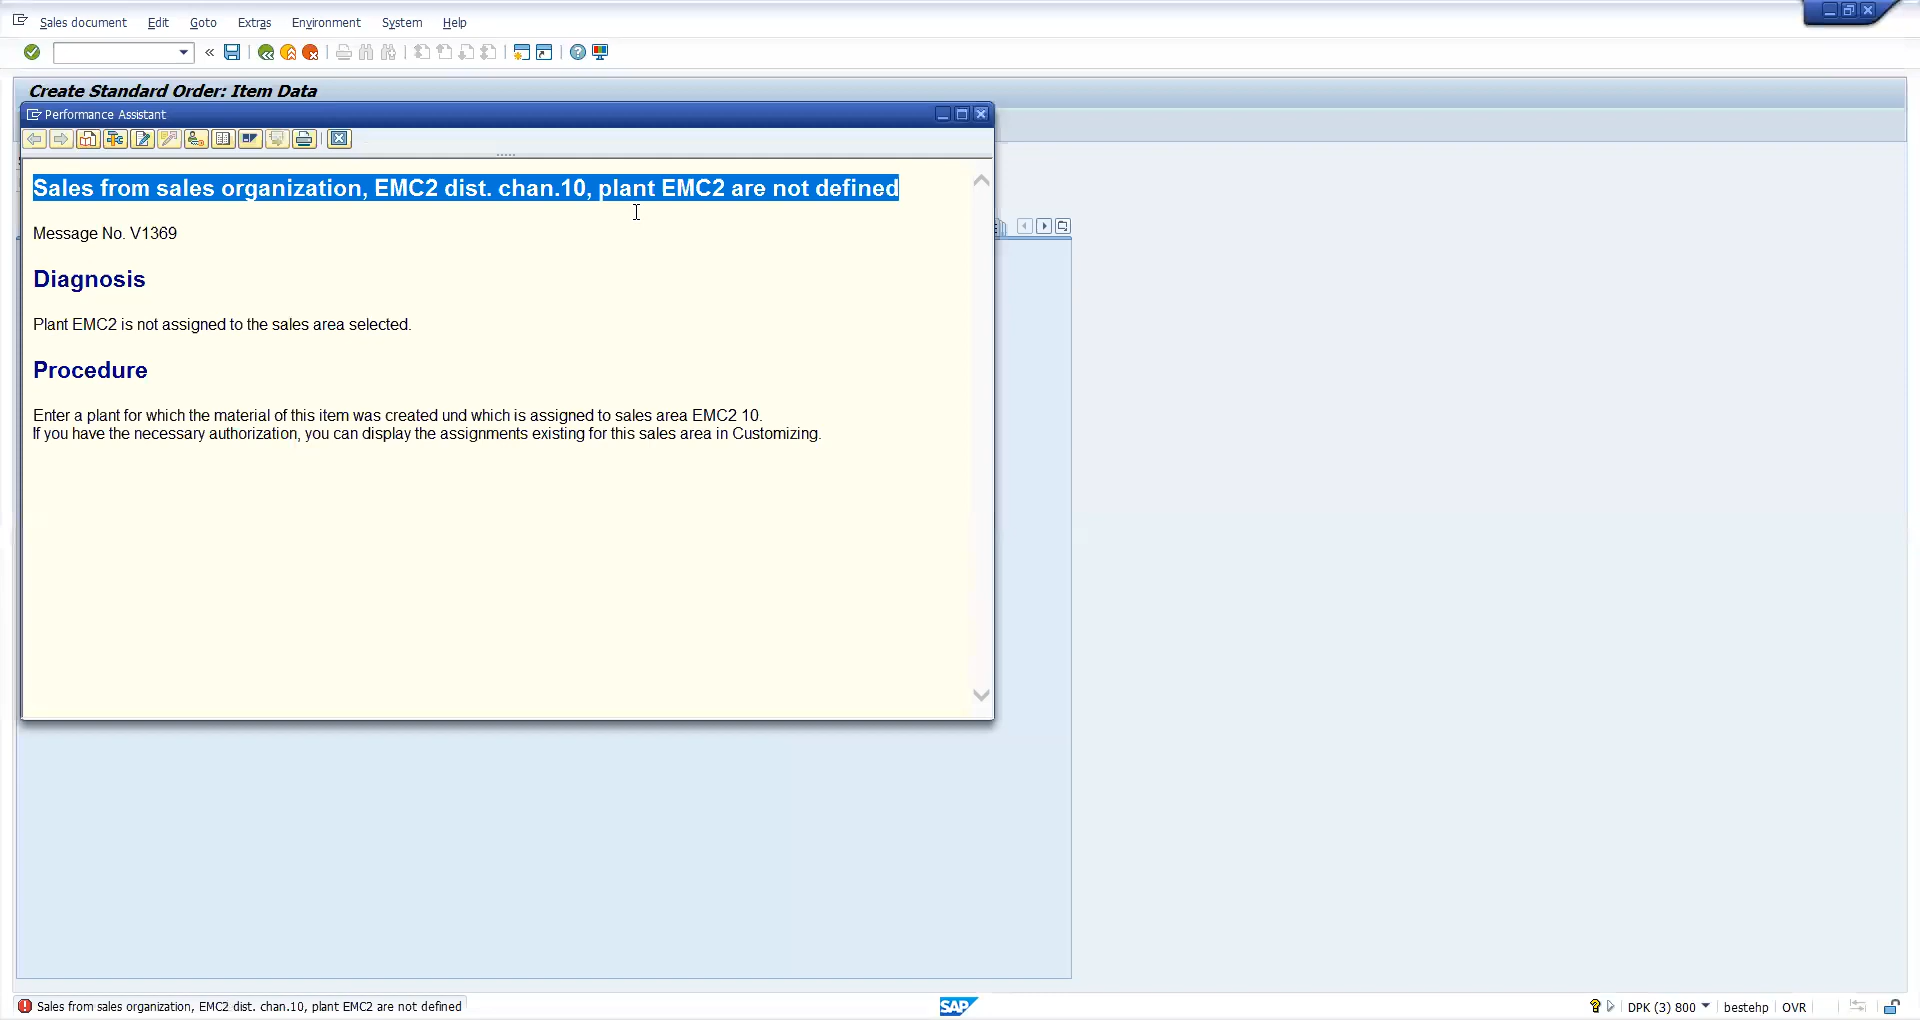 Sales document Edit Goto Extras Environment System Help
Create Standard Order: Item Data
Performance Assistant
Sales from sales organization, EMC2 dist. chan.10, plant EMC2 are not defined
Message No. V1369
Diagnosis
Plant EMC2 is not assigned to the sales area selected.
Procedure
Enter a plant for which the material of this item was created und which is assigned to sales area EMC2 10.
If you have the necessary authorization, you can display the assignments existing for this sales area in Customizing.
Sales from sales organization, EMC2 dist. chan.10, plant EMC2 are not defined
SAP
DPK (3) 800 bestehp OVR